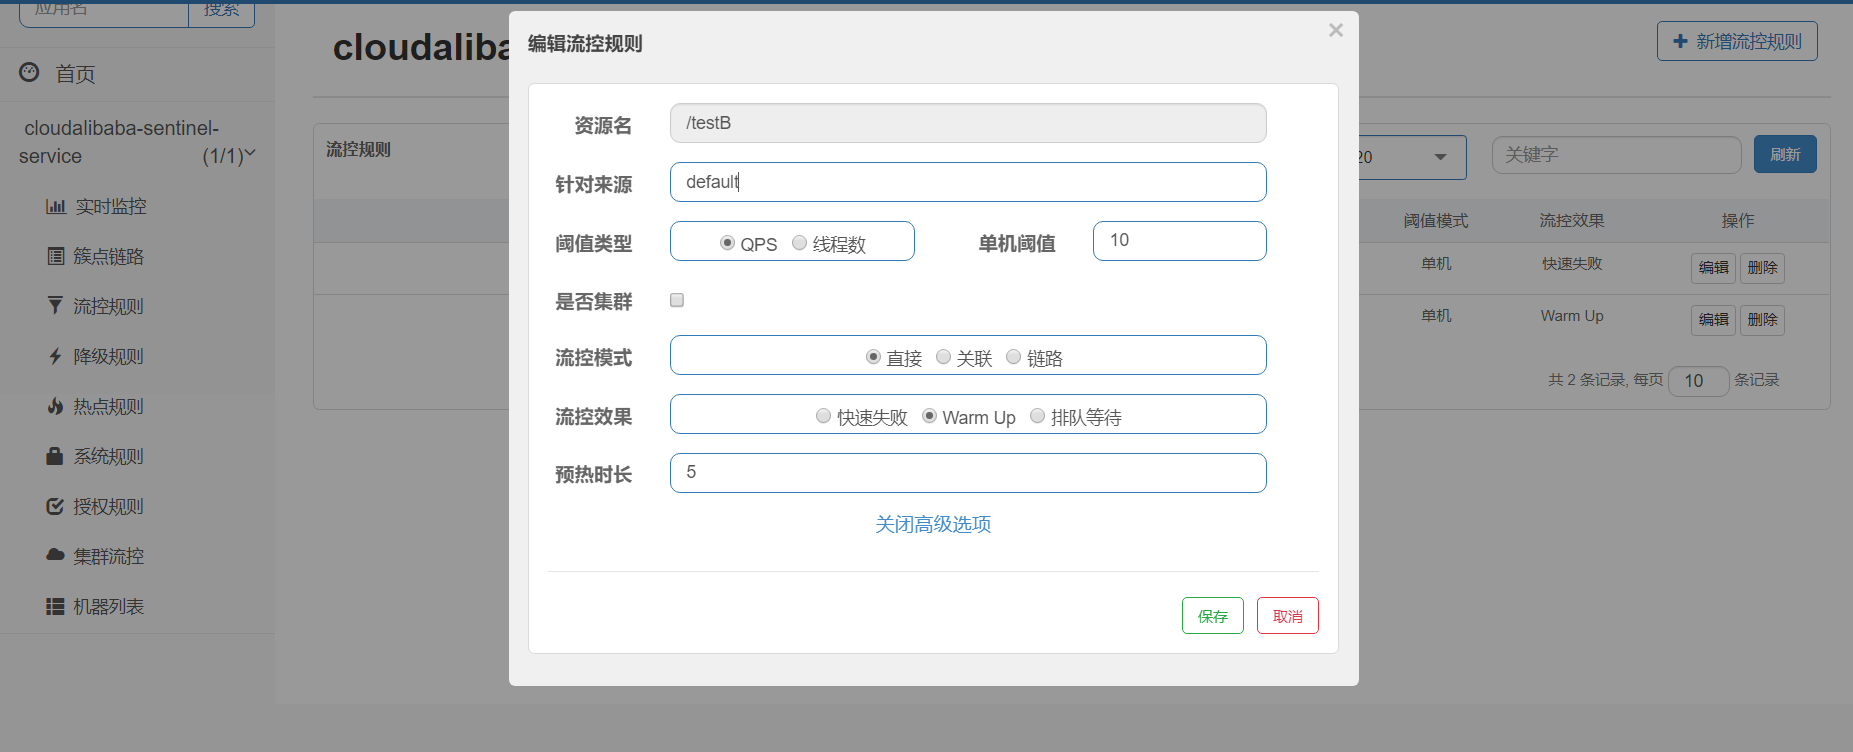 应用名 搜索
首页
cloudalibaba-sentinel-
service (1/1)
实时监控
簇点链路
流控规则
降级规则
热点规则
系统规则
授权规则
集群流控
机器列表
cloudaliba
新增流控规则
流控规则
20 关键字 刷新
阈值模式 流控效果 操作
单机 快速失败 编辑 删除
单机 Warm Up 编辑 删除
共 2 条记录, 每页 10 条记录
编辑流控规则
资源名 /testB
针对来源 default
阈值类型 QPS 线程数 单机阈值 10
是否集群
流控模式 直接 关联 链路
流控效果 快速失败 Warm Up 排队等待
预热时长 5
关闭高级选项
保存 取消